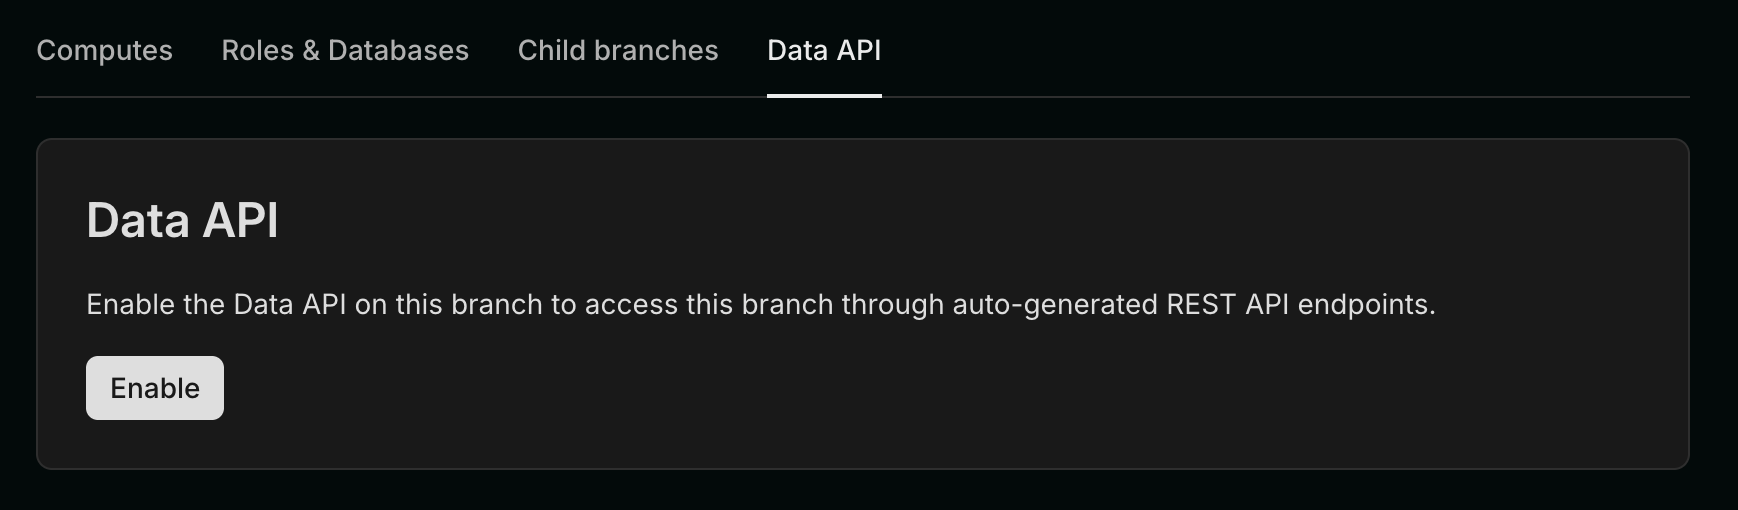 Computes Roles & Databases Child branches Data API
Data API
Enable the Data API on this branch to access this branch through auto-generated REST API endpoints.
Enable